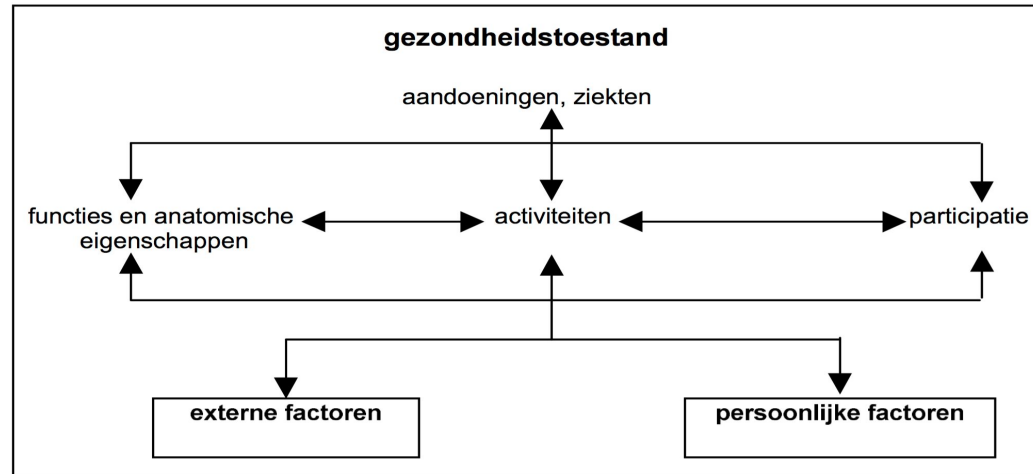 gezondheidstoestand
aandoeningen, ziekten
functies en anatomische
eigenschappen
activiteiten
participatie
externe factoren
persoonlijke factoren